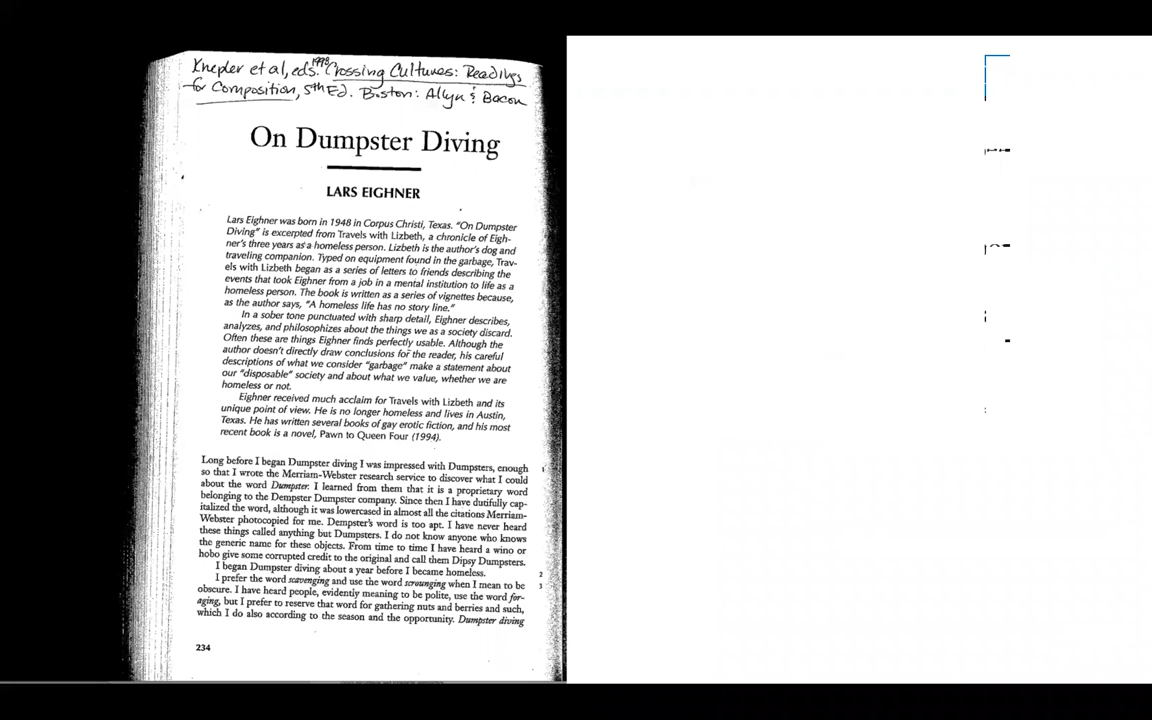 Knepler et al, eds. 1998 Crossing Cultures: Readings
for Composition, 5th Ed. Boston: Allyn & Bacon
On Dumpster Diving
LARS EIGHNER
Lars Eighner was born in 1948 in Corpus Christi, Texas. “On Dumpster
Diving” is excerpted from Travels with Lizbeth, a chronicle of Eigh-
ner’s three years as a homeless person. Lizbeth is the author’s dog and
traveling companion. Typed on equipment found in the garbage, Trav-
els with Lizbeth began as a series of letters to friends describing the
events that took Eighner from a job in a mental institution to life as a
homeless person. The book is written as a series of vignettes because,
as the author says, “A homeless life has no story line.”
In a sober tone punctuated with sharp detail, Eighner describes,
analyzes, and philosophizes about the things we as a society discard.
Often these are things Eighner finds perfectly usable. Although the
author doesn’t directly draw conclusions for the reader, his careful
descriptions of what we consider “garbage” make a statement about
our “disposable” society and about what we value, whether we are
homeless or not.
Eighner received much acclaim for Travels with Lizbeth and its
unique point of view. He is no longer homeless and lives in Austin,
Texas. He has written several books of gay erotic fiction, and his most
recent book is a novel, Pawn to Queen Four (1994).
Long before I began Dumpster diving I was impressed with Dumpsters, enough 1
so that I wrote the Merriam-Webster research service to discover what I could
about the word Dumpster. I learned from them that it is a proprietary word
belonging to the Dempster Dumpster company. Since then I have dutifully cap-
italized the word, although it was lowercased in almost all the citations Merriam-
Webster photocopied for me. Dempster’s word is too apt. I have never heard
these things called anything but Dumpsters. I do not know anyone who knows
the generic name for these objects. From time to time I have heard a wino or
hobo give some corrupted credit to the original and call them Dipsy Dumpsters.
I began Dumpster diving about a year before I became homeless. 2
I prefer the word scavenging and use the word scrounging when I mean to be 3
obscure. I have heard people, evidently meaning to be polite, use the word for-
aging, but I prefer to reserve that word for gathering nuts and berries and such,
which I do also according to the season and the opportunity. Dumpster diving
234